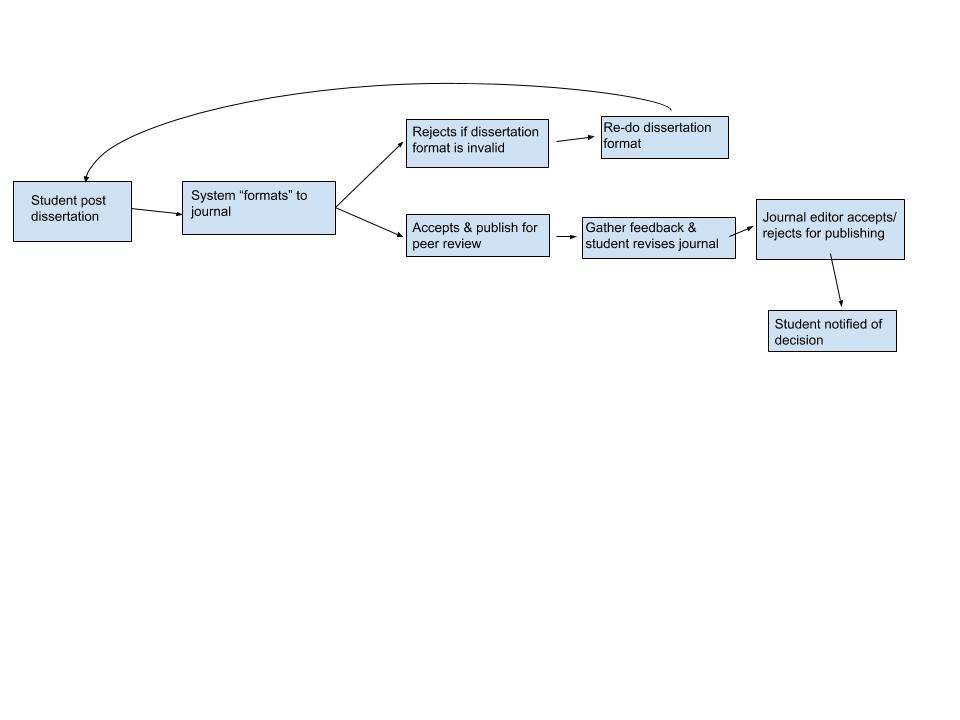 Student post
dissertation
System “formats” to
journal
Rejects if dissertation
format is invalid
Re-do dissertation
format
Accepts & publish for
peer review
Gather feedback &
student revises journal
Journal editor accepts/
rejects for publishing
Student notified of
decision